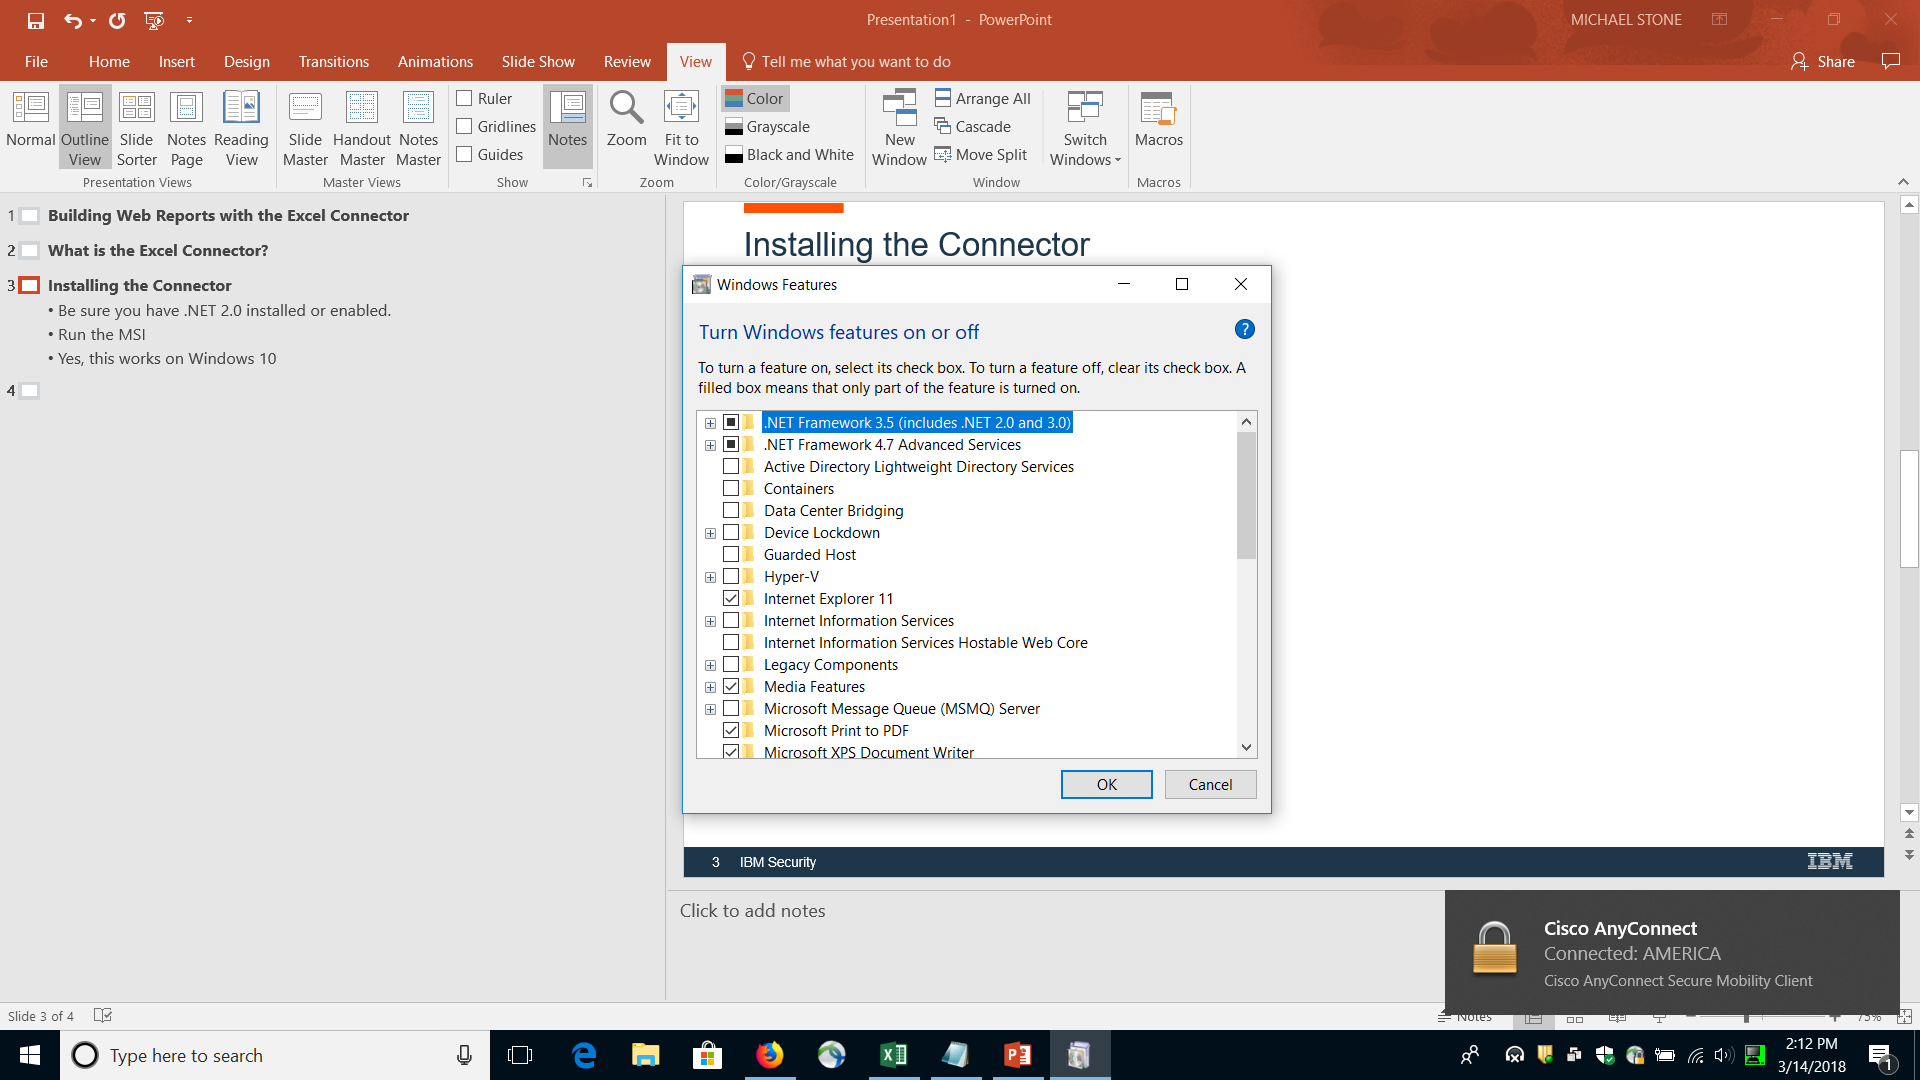 Presentation1 - PowerPoint
MICHAEL STONE
File Home Insert Design Transitions Animations Slide Show Review View Tell me what you want to do
Share
Normal
Outline View
Slide Sorter
Notes Page
Reading View
Presentation Views
Slide Master
Handout Master
Notes Master
Master Views
Ruler
Gridlines
Guides
Show
Notes
Zoom
Fit to Window
Zoom
Color
Grayscale
Black and White
Color/Grayscale
New Window
Arrange All
Cascade
Move Split
Window
Switch Windows
Macros
Macros
1 Building Web Reports with the Excel Connector
2 What is the Excel Connector?
3 Installing the Connector
• Be sure you have .NET 2.0 installed or enabled.
• Run the MSI
• Yes, this works on Windows 10
4
Installing the Connector
Windows Features
Turn Windows features on or off
?
To turn a feature on, select its check box. To turn a feature off, clear its check box. A
filled box means that only part of the feature is turned on.
.NET Framework 3.5 (includes .NET 2.0 and 3.0)
.NET Framework 4.7 Advanced Services
Active Directory Lightweight Directory Services
Containers
Data Center Bridging
Device Lockdown
Guarded Host
Hyper-V
Internet Explorer 11
Internet Information Services
Internet Information Services Hostable Web Core
Legacy Components
Media Features
Microsoft Message Queue (MSMQ) Server
Microsoft Print to PDF
Microsoft XPS Document Writer
OK Cancel
3 IBM Security
IBM
Click to add notes
Cisco AnyConnect
Connected: AMERICA
Cisco AnyConnect Secure Mobility Client
Slide 3 of 4
Notes
75%
Type here to search
2:12 PM
3/14/2018
1